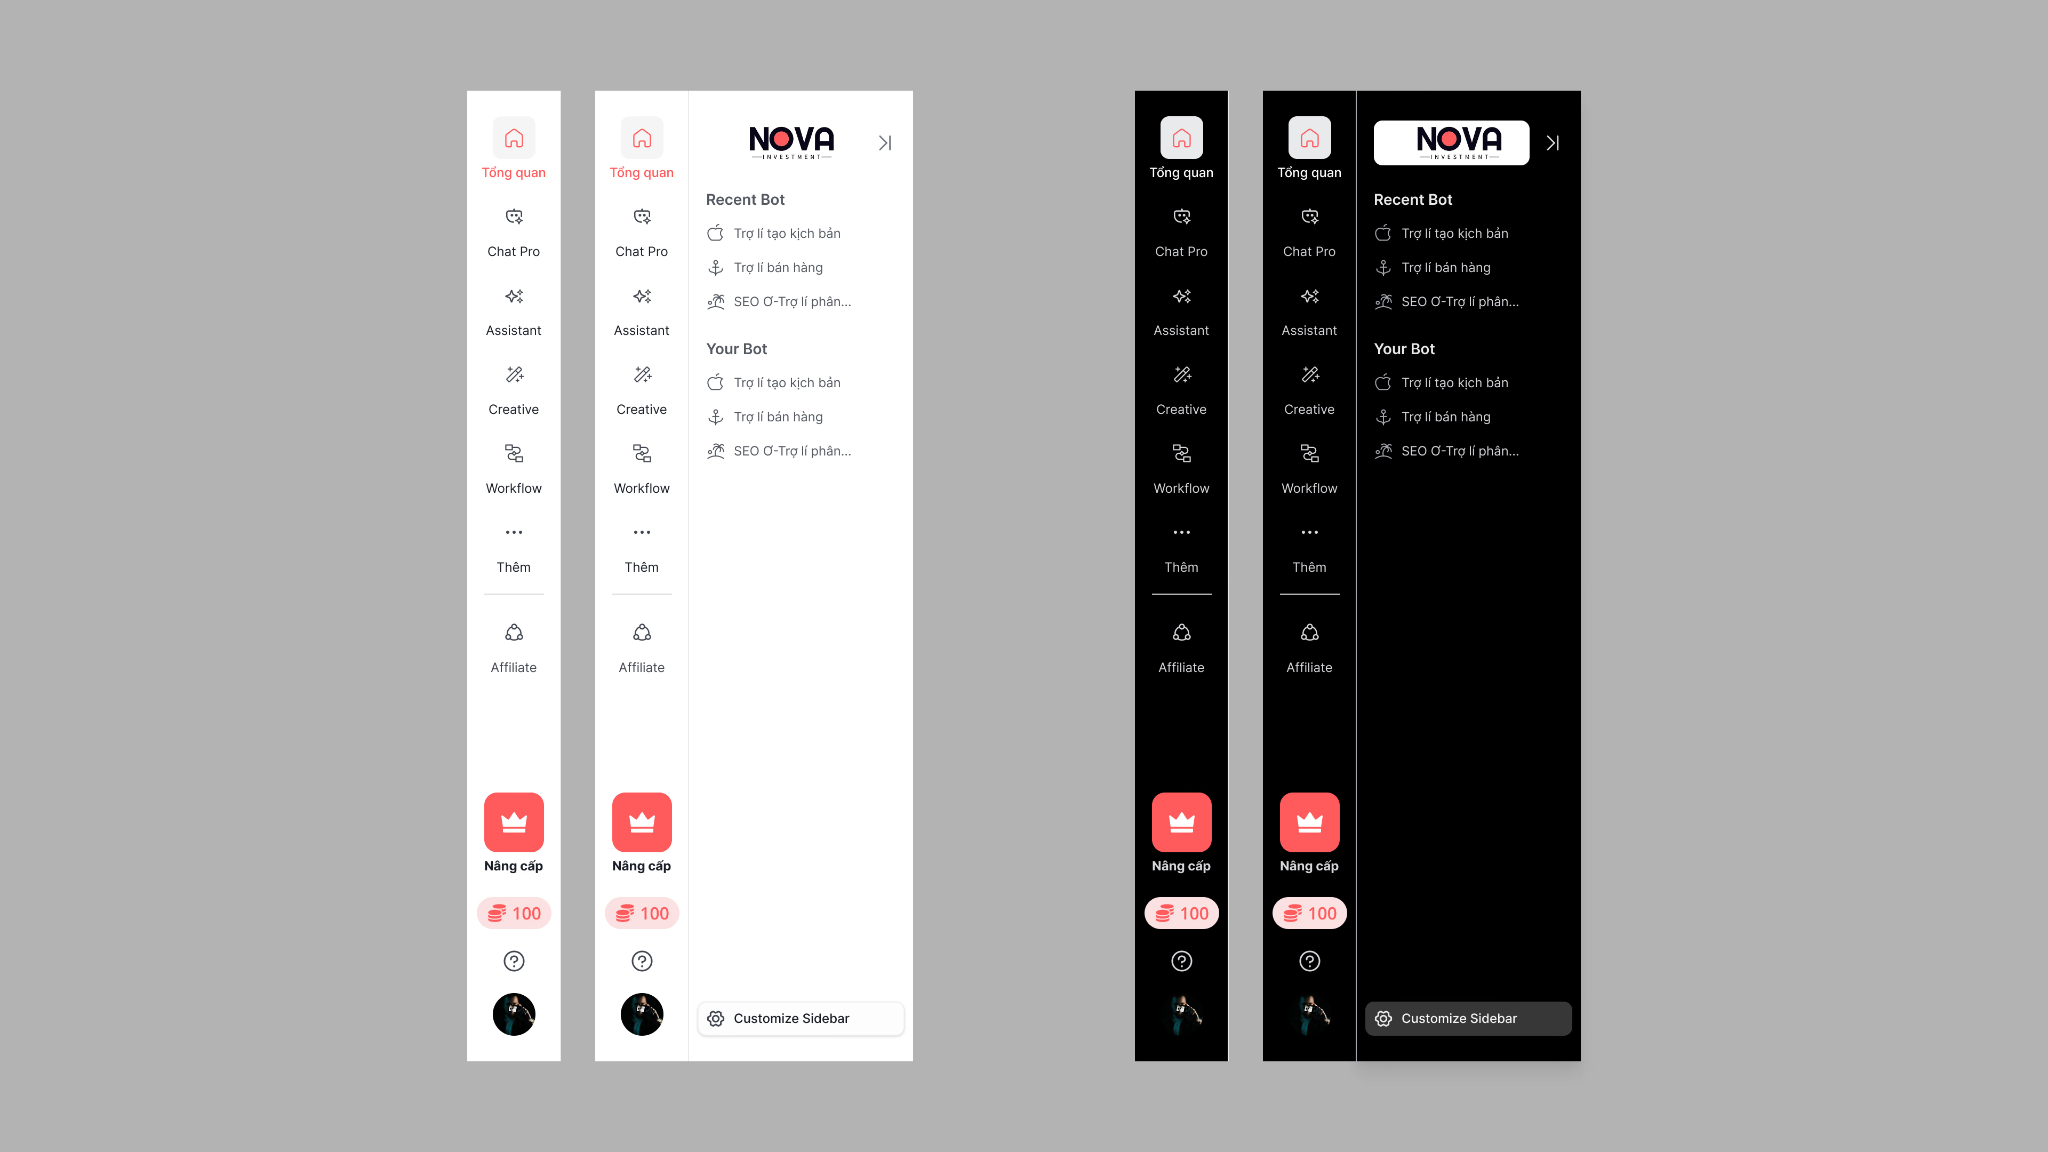 Tổng quan
Chat Pro
Assistant
Creative
Workflow
Thêm
Affiliate
Nâng cấp
100
Tổng quan
Chat Pro
Assistant
Creative
Workflow
Thêm
Affiliate
Nâng cấp
100
NOVA
INVESTMENT
Recent Bot
Trợ lí tạo kịch bản
Trợ lí bán hàng
SEO Ơ-Trợ lí phân...
Your Bot
Trợ lí tạo kịch bản
Trợ lí bán hàng
SEO Ơ-Trợ lí phân...
Customize Sidebar
Tổng quan
Chat Pro
Assistant
Creative
Workflow
Thêm
Affiliate
Nâng cấp
100
Tổng quan
Chat Pro
Assistant
Creative
Workflow
Thêm
Affiliate
Nâng cấp
100
NOVA
INVESTMENT
Recent Bot
Trợ lí tạo kịch bản
Trợ lí bán hàng
SEO Ơ-Trợ lí phân...
Your Bot
Trợ lí tạo kịch bản
Trợ lí bán hàng
SEO Ơ-Trợ lí phân...
Customize Sidebar